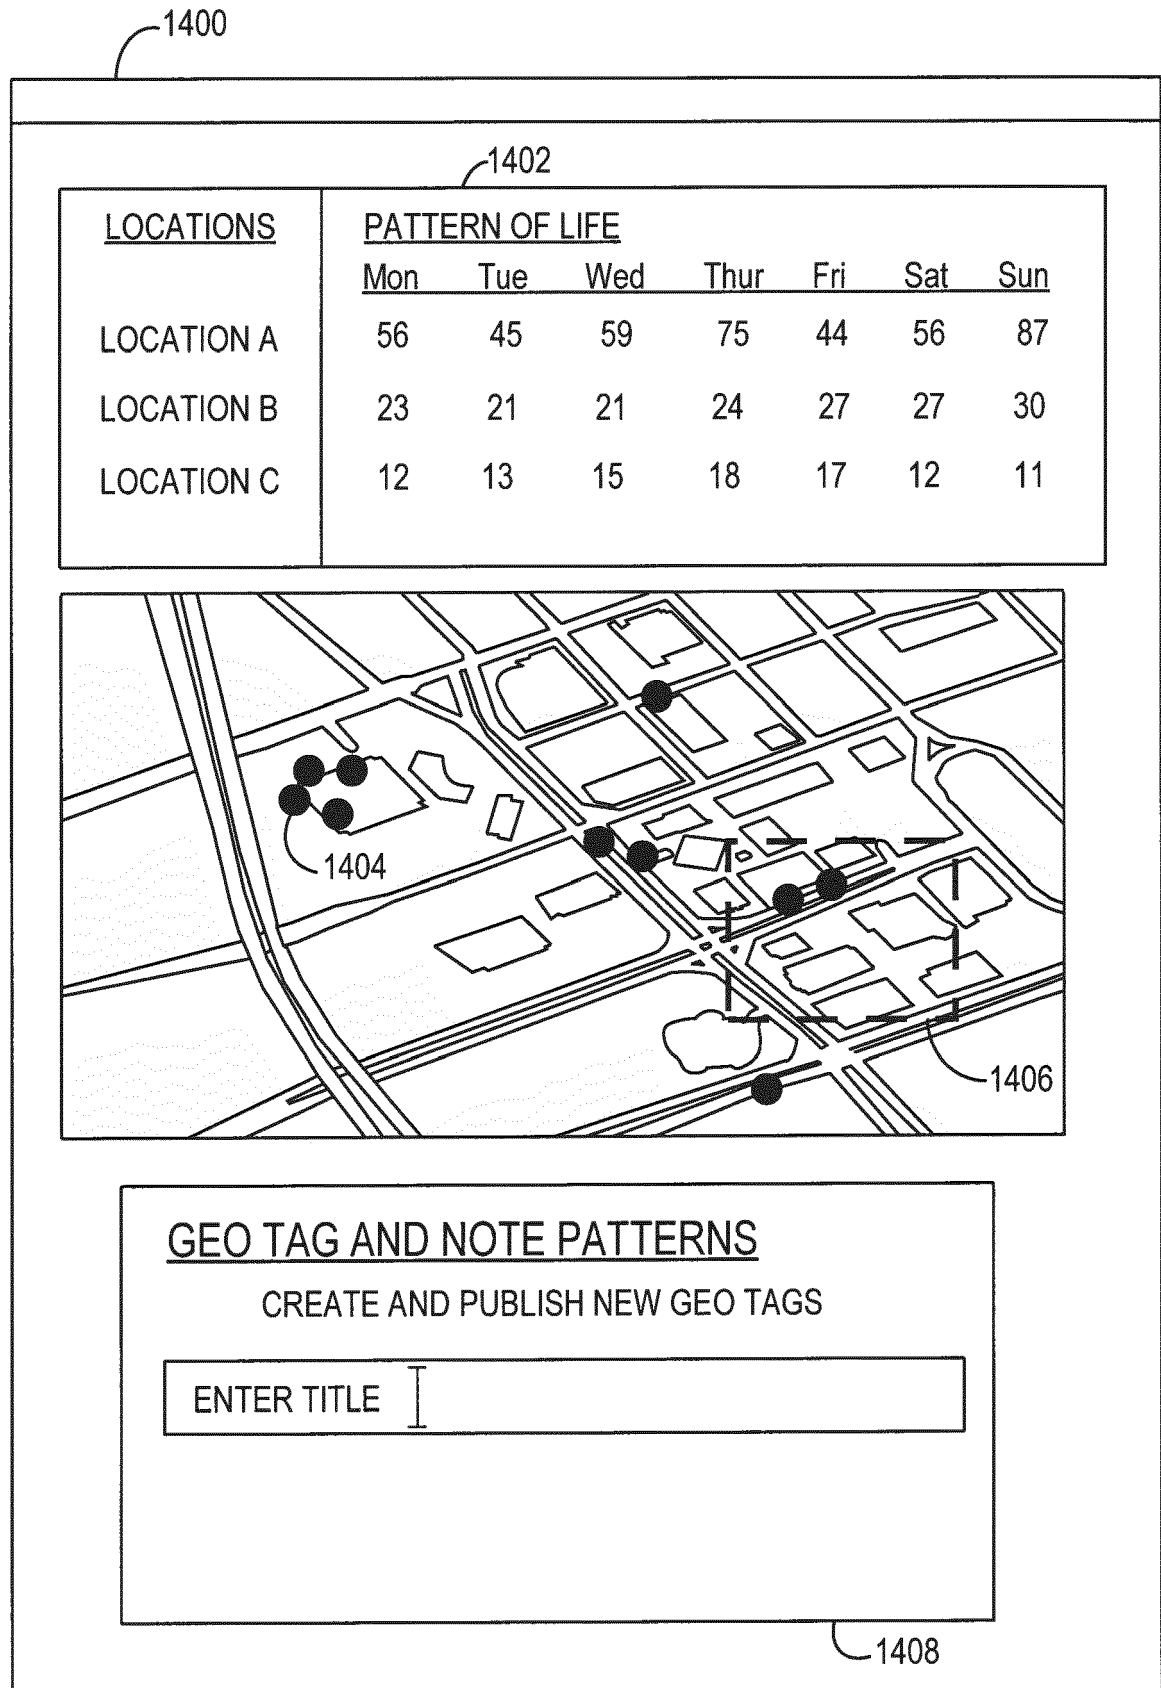 1400
1402
LOCATIONS PATTERN OF LIFE
Mon Tue Wed Thur Fri Sat Sun
LOCATION A 56 45 59 75 44 56 87
LOCATION B 23 21 21 24 27 27 30
LOCATION C 12 13 15 18 17 12 11
1404
1406
GEO TAG AND NOTE PATTERNS
CREATE AND PUBLISH NEW GEO TAGS
ENTER TITLE
1408